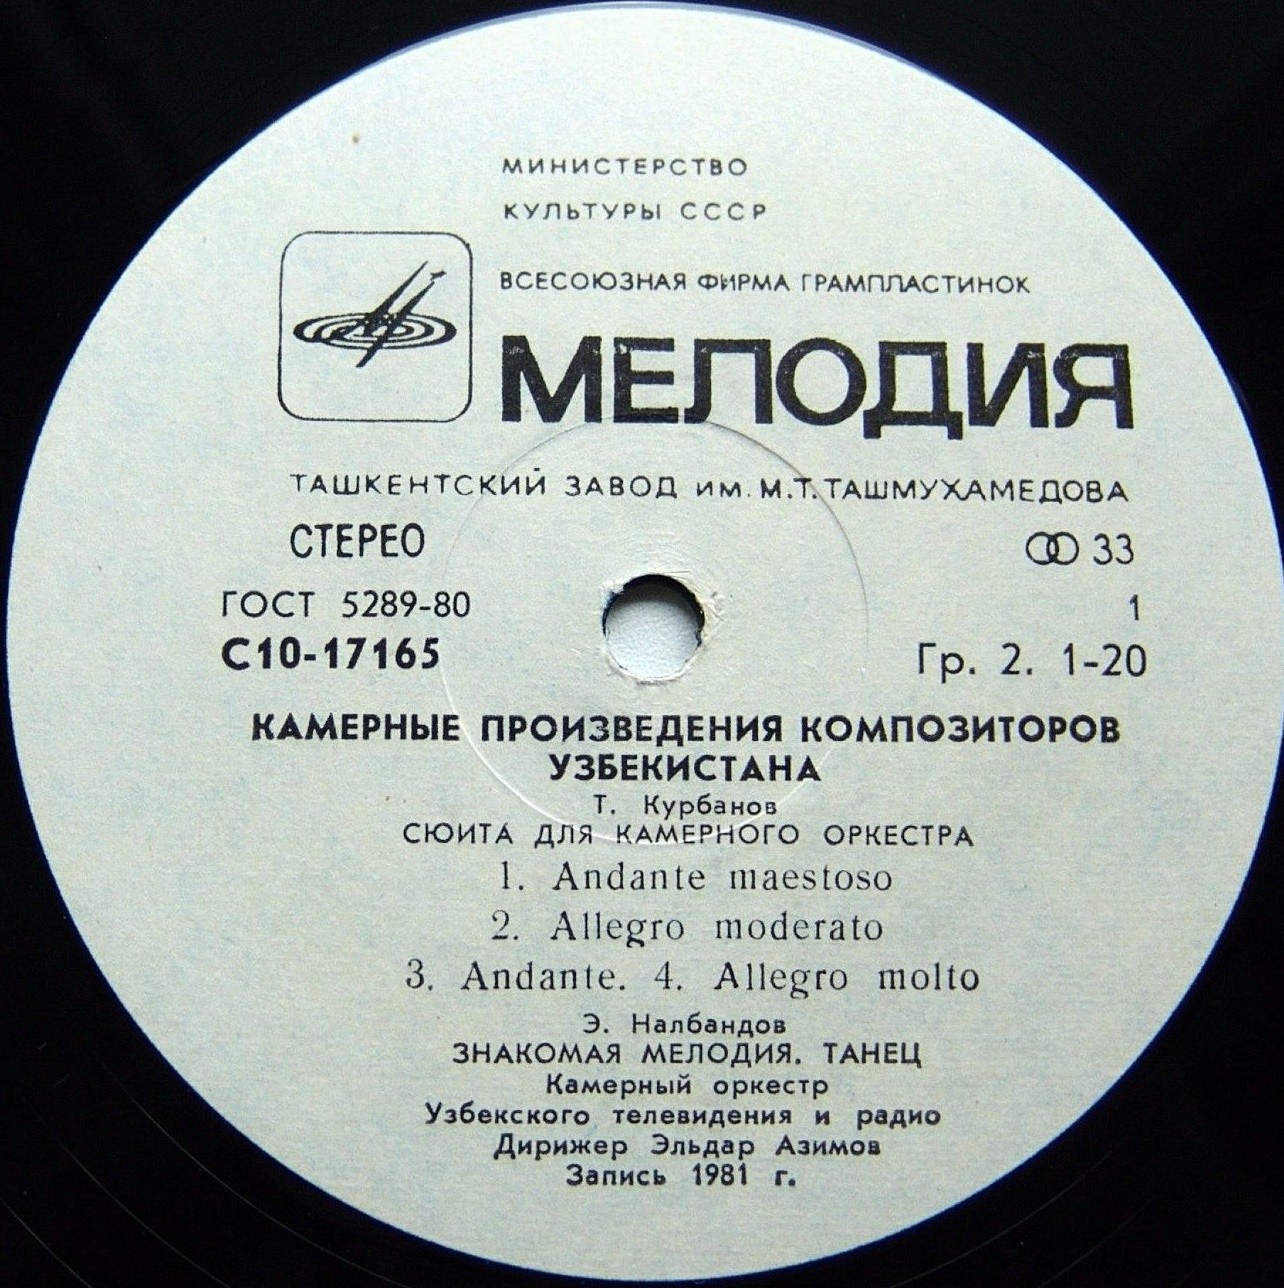 МИНИСТЕРСТВО
КУЛЬТУРЫ СССР
ВСЕСОЮЗНАЯ ФИРМА ГРАМПЛАСТИНОК
МЕЛОДИЯ
ТАШКЕНТСКИЙ ЗАВОД ИМ. М.Т.ТАШМУХАМЕДОВА
СТЕРЕО 33
ГОСТ 5289-80 1
С10-17165 Гр. 2. 1-20
КАМЕРНЫЕ ПРОИЗВЕДЕНИЯ КОМПОЗИТОРОВ
УЗБЕКИСТАНА
Т. Курбанов
СЮИТА ДЛЯ КАМЕРНОГО ОРКЕСТРА
1. Andante maestoso
2. Allegro moderato
3. Andante. 4. Allegro molto
Э. Налбандов
ЗНАКОМАЯ МЕЛОДИЯ. ТАНЕЦ
Камерный оркестр
Узбекского телевидения и радио
Дирижер Эльдар Азимов
Запись 1981 г.